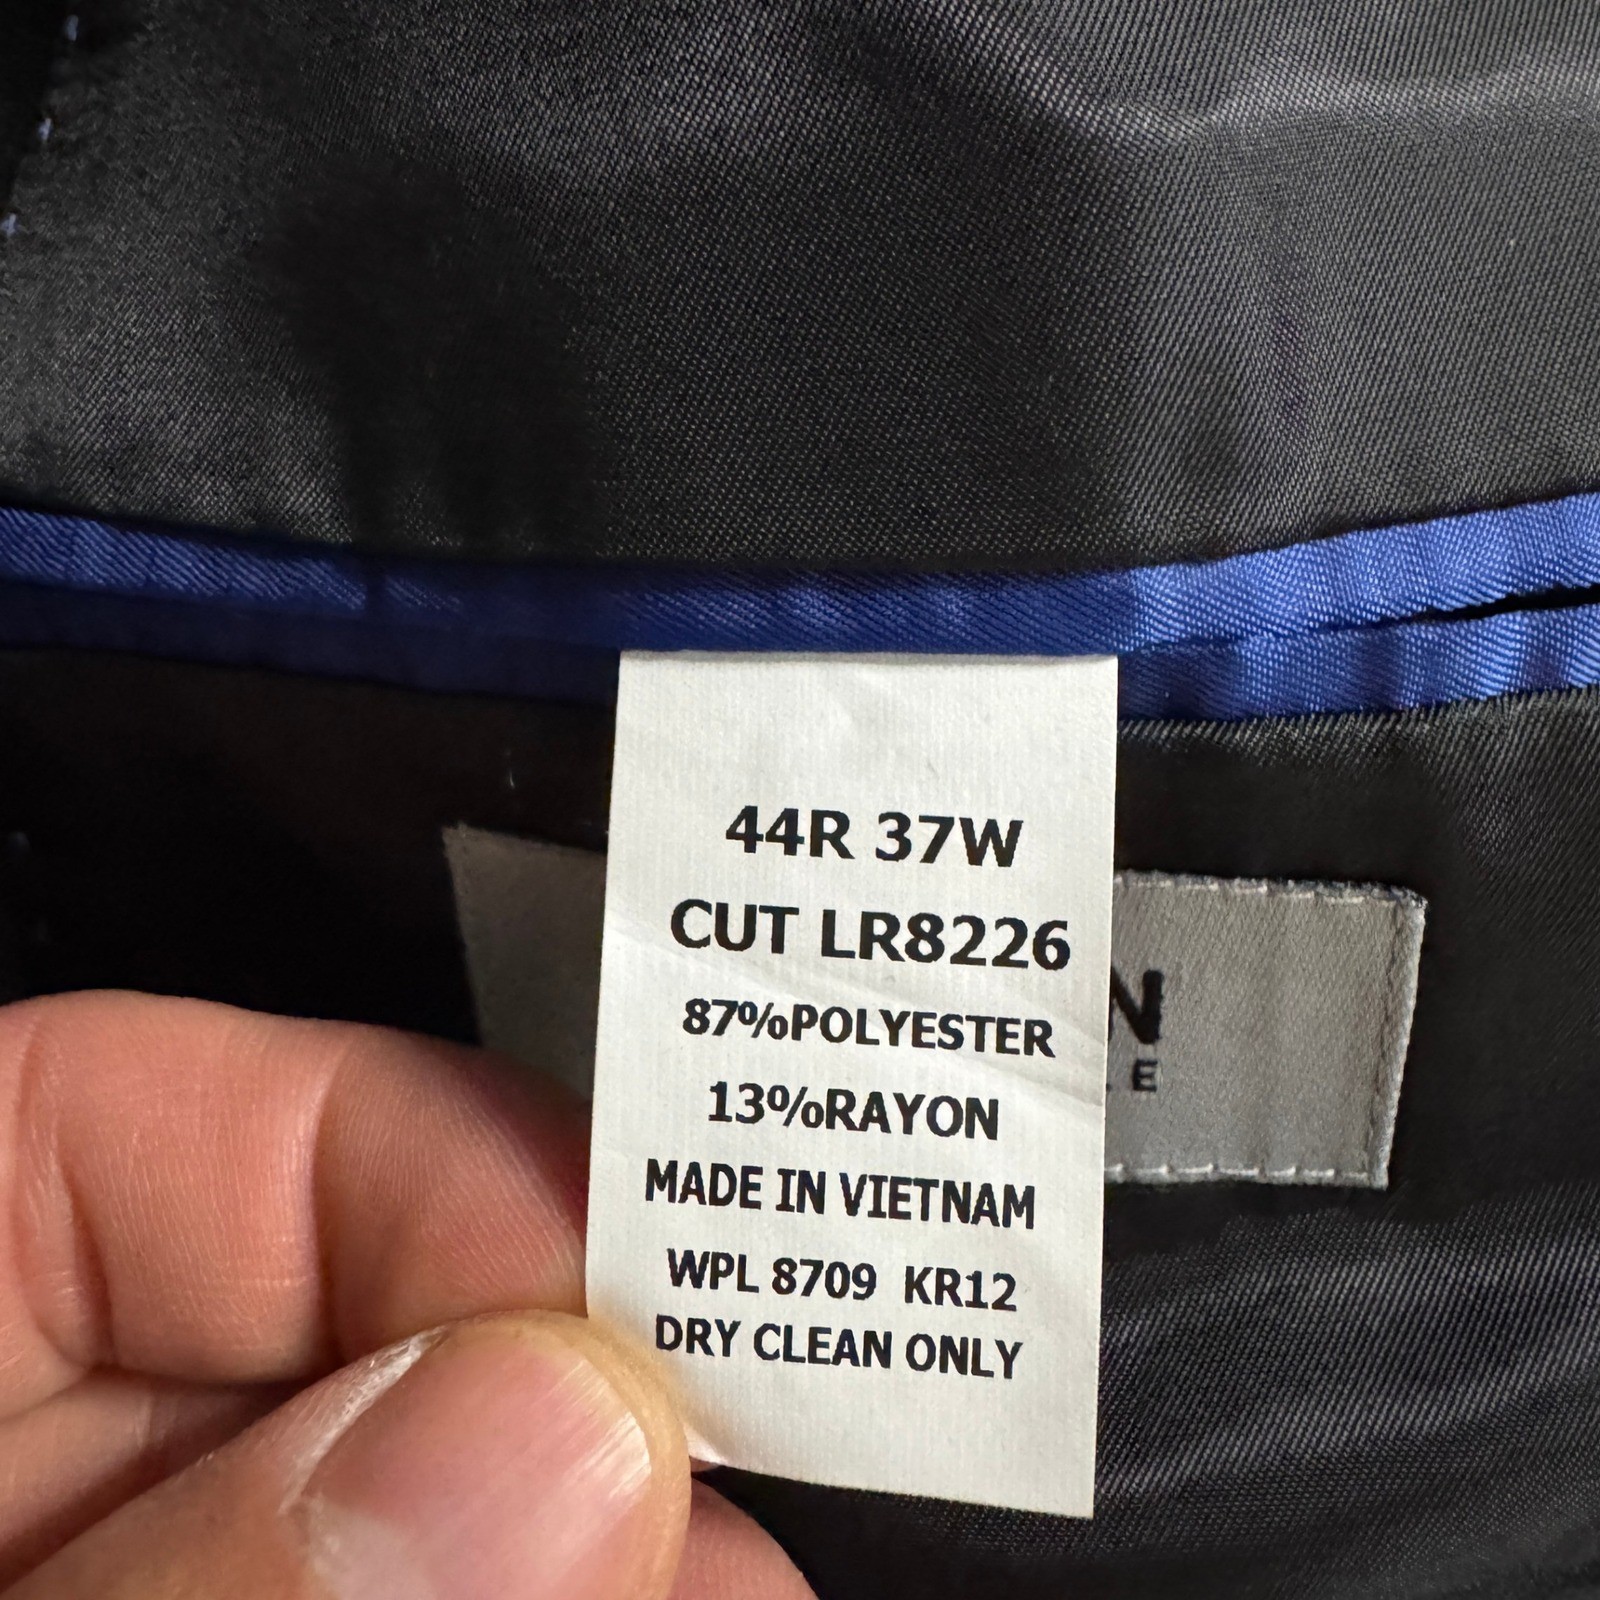 44R 37W
CUT LR8226
87%POLYESTER
13%RAYON
MADE IN VIETNAM
WPL 8709 KR12
DRY CLEAN ONLY